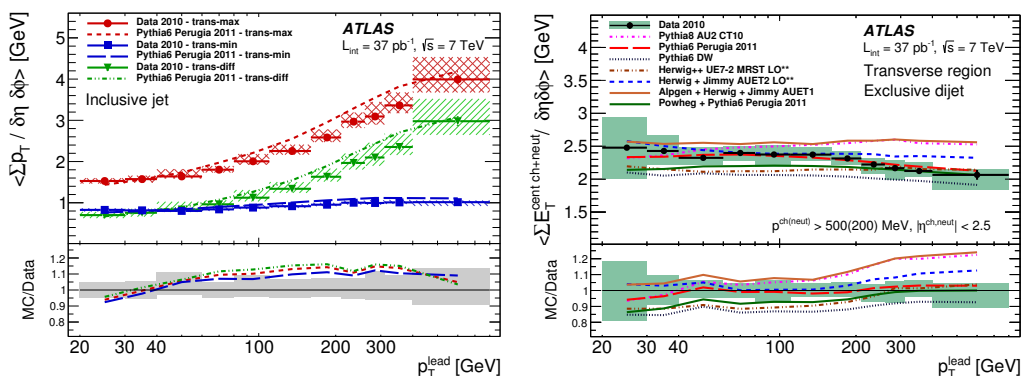 Data 2010 - trans-max
Pythia6 Perugia 2011 - trans-max
Data 2010 - trans-min
Pythia6 Perugia 2011 - trans-min
Data 2010 - trans-diff
Pythia6 Perugia 2011 - trans-diff
ATLAS
L_int = 37 pb⁻¹, √s = 7 TeV
Inclusive jet
<Σp_T / δη δϕ> [GeV]
5
4
3
2
1
0
MC/Data
1.2
1.1
1
0.9
0.8
20
30
40
100
200
300
p_T^lead [GeV]
Data 2010
Pythia8 AU2 CT10
Pythia6 Perugia 2011
Pythia6 DW
Herwig++ UE7-2 MRST LO**
Herwig + Jimmy AUET2 LO**
Alpgen + Herwig + Jimmy AUET1
Powheg + Pythia6 Perugia 2011
ATLAS
L_int = 37 pb⁻¹, √s = 7 TeV
Transverse region
Exclusive dijet
p^ch(neut) > 500(200) MeV, |η^ch,neut| < 2.5
<ΣE_T^cent ch+neut / δηδϕ> [GeV]
4.5
4
3.5
3
2.5
2
1.5
MC/Data
1.2
1.1
1
0.9
0.8
20
30
40
100
200
300
p_T^lead [GeV]